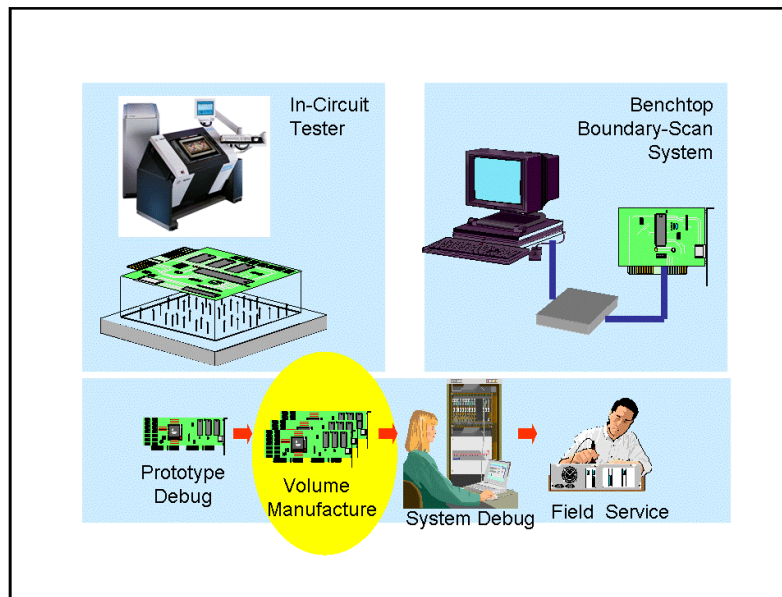 In-Circuit
Tester
Benchtop
Boundary-Scan
System
Prototype
Debug
Volume
Manufacture
System Debug
Field Service